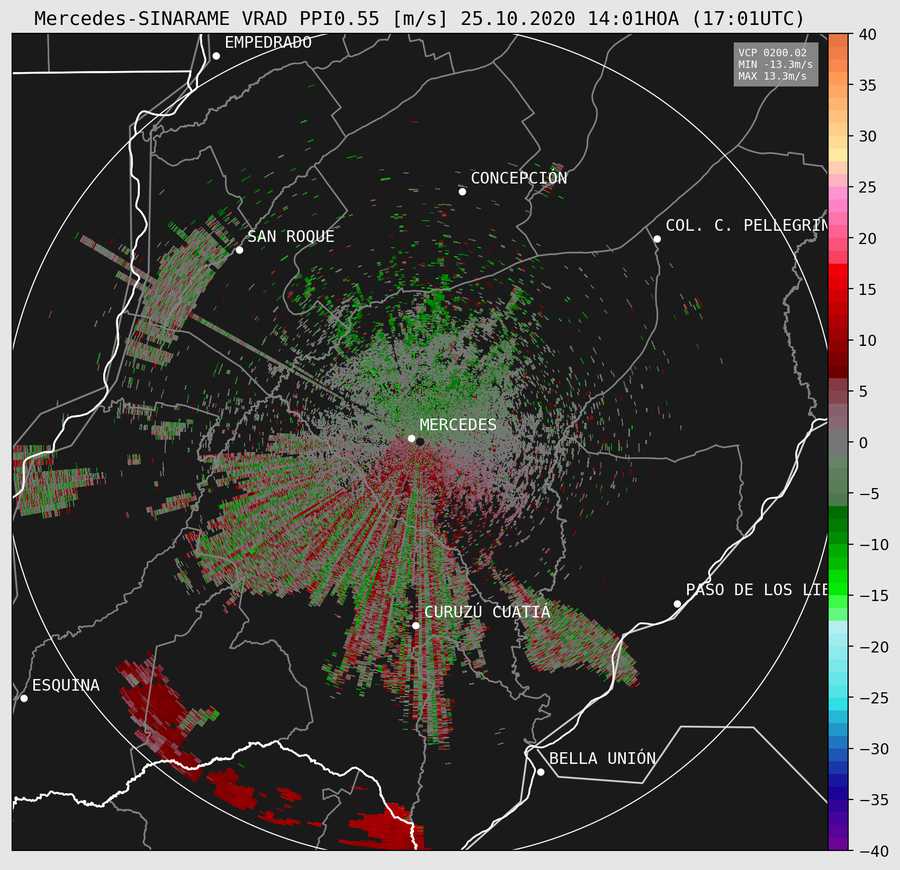 Mercedes-SINARAME VRAD PPI0.55 [m/s] 25.10.2020 14:01HOA (17:01UTC)
EMPEDRADO
VCP 0200.02
MIN -13.3m/s
MAX 13.3m/s
CONCEPCIÓN
COL. C. PELLEGRIN
SAN ROQUE
MERCEDES
PASO DE LOS LIE
CURUZÚ CUATIÁ
ESQUINA
BELLA UNIÓN
40
35
30
25
20
15
10
5
0
−5
−10
−15
−20
−25
−30
−35
−40